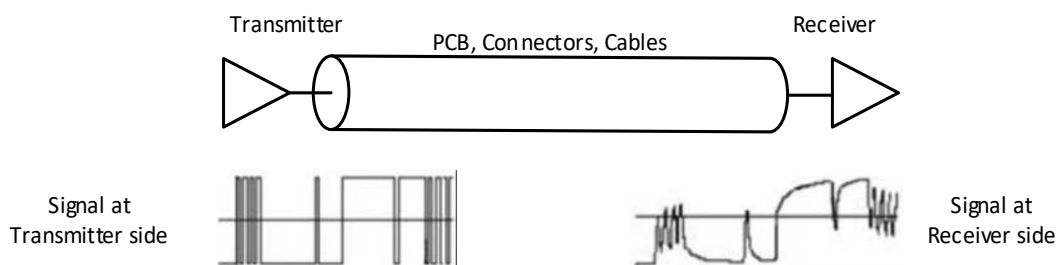 Transmitter
Receiver
PCB, Connectors, Cables
Signal at
Transmitter side
Signal at
Receiver side